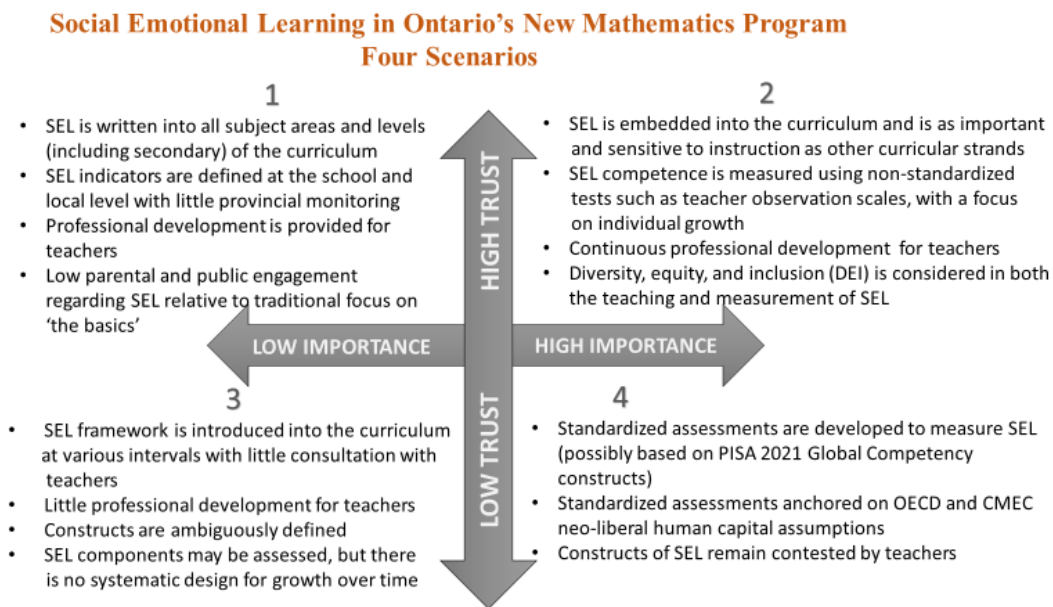 Social Emotional Learning in Ontario's New Mathematics Program
Four Scenarios
1
• SEL is written into all subject areas and levels
(including secondary) of the curriculum
• SEL indicators are defined at the school and
local level with little provincial monitoring
• Professional development is provided for
teachers
• Low parental and public engagement
regarding SEL relative to traditional focus on
‘the basics’
2
• SEL is embedded into the curriculum and is as important
and sensitive to instruction as other curricular strands
• SEL competence is measured using non-standardized
tests such as teacher observation scales, with a focus
on individual growth
• Continuous professional development for teachers
• Diversity, equity, and inclusion (DEI) is considered in both
the teaching and measurement of SEL
HIGH TRUST
LOW IMPORTANCE
HIGH IMPORTANCE
LOW TRUST
3
• SEL framework is introduced into the curriculum
at various intervals with little consultation with
teachers
• Little professional development for teachers
• Constructs are ambiguously defined
• SEL components may be assessed, but there
is no systematic design for growth over time
4
• Standardized assessments are developed to measure SEL
(possibly based on PISA 2021 Global Competency
constructs)
• Standardized assessments anchored on OECD and CMEC
neo-liberal human capital assumptions
• Constructs of SEL remain contested by teachers